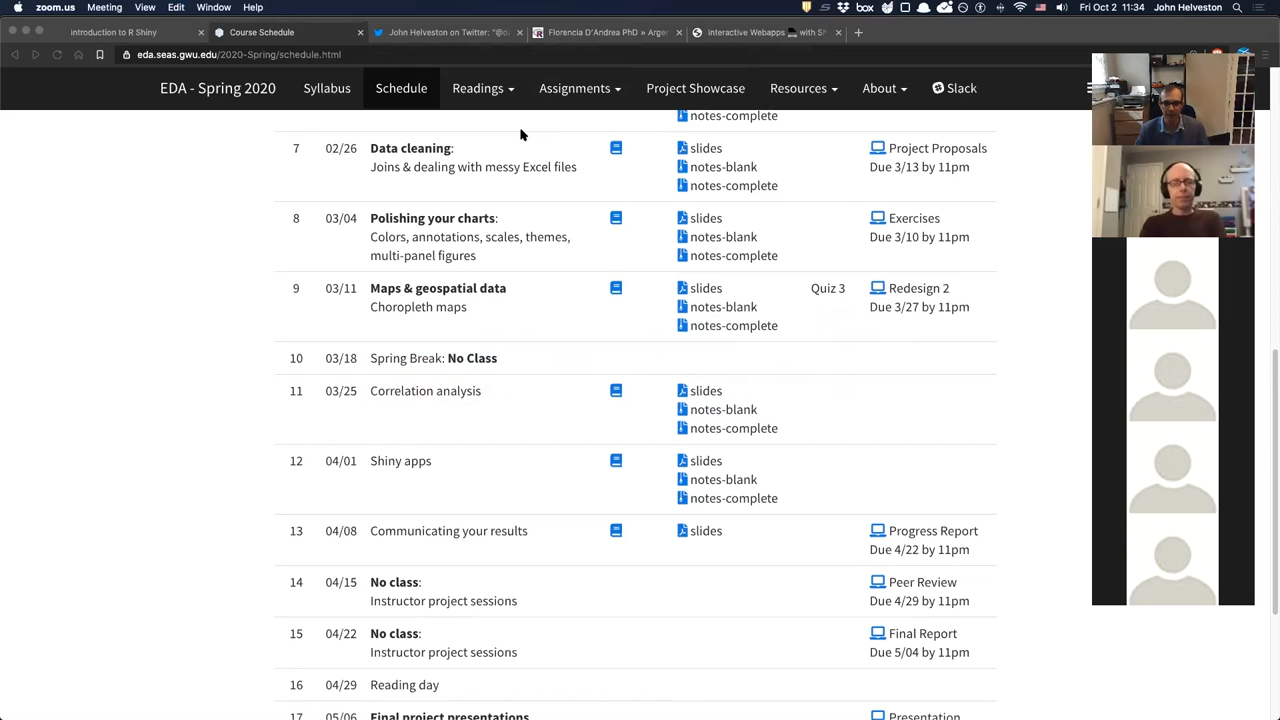 zoom.us Meeting View Edit Window Help box Fri Oct 2 11:34 John Helveston
introduction to R Shiny Course Schedule John Helveston on Twitter: "@d Florencia D'Andrea PhD » Arger interactive Webapps with SI
eda.seas.gwu.edu/2020-Spring/schedule.html
EDA - Spring 2020 Syllabus Schedule Readings Assignments Project Showcase Resources About Slack
notes-complete
7 02/26 Data cleaning: slides Project Proposals
Joins & dealing with messy Excel files notes-blank Due 3/13 by 11pm
notes-complete
8 03/04 Polishing your charts: slides Exercises
Colors, annotations, scales, themes, notes-blank Due 3/10 by 11pm
multi-panel figures notes-complete
9 03/11 Maps & geospatial data slides Quiz 3 Redesign 2
Choropleth maps notes-blank Due 3/27 by 11pm
notes-complete
10 03/18 Spring Break: No Class
11 03/25 Correlation analysis slides
notes-blank
notes-complete
12 04/01 Shiny apps slides
notes-blank
notes-complete
13 04/08 Communicating your results slides Progress Report
Due 4/22 by 11pm
14 04/15 No class: Peer Review
Instructor project sessions Due 4/29 by 11pm
15 04/22 No class: Final Report
Instructor project sessions Due 5/04 by 11pm
16 04/29 Reading day
17 05/06 Final project presentations Presentation